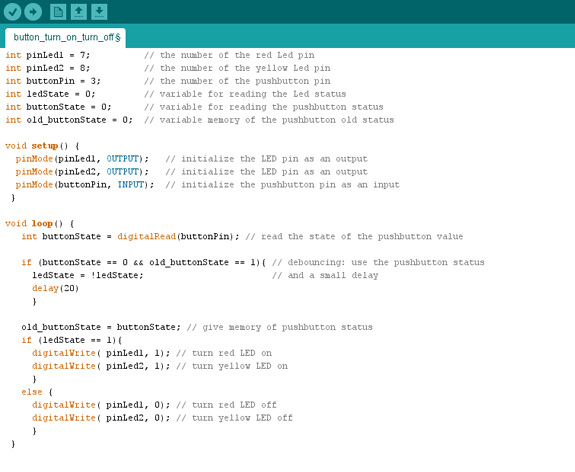 button_turn_on_turn_off §
int pinLed1 = 7;          // the number of the red Led pin
int pinLed2 = 8;          // the number of the yellow Led pin
int buttonPin = 3;        // the number of the pushbutton pin
int ledState = 0;         // variable for reading the Led status
int buttonState = 0;      // variable for reading the pushbutton status
int old_buttonState = 0;  // variable memory of the pushbutton old status
void setup() {
  pinMode(pinLed1, OUTPUT);   // initialize the LED pin as an output
  pinMode(pinLed2, OUTPUT);   // initialize the LED pin as an output
  pinMode(buttonPin, INPUT);  // initialize the pushbutton pin as an input
 }
void loop() {
   int buttonState = digitalRead(buttonPin); // read the state of the pushbutton value
   if (buttonState == 0 && old_buttonState == 1){ // debouncing: use the pushbutton status
     ledState = !ledState;                        // and a small delay
     delay(20)
     }
   old_buttonState = buttonState; // give memory of pushbutton status
   if (ledState == 1){
     digitalWrite( pinLed1, 1); // turn red LED on
     digitalWrite( pinLed2, 1); // turn yellow LED on
     }
   else {
     digitalWrite( pinLed1, 0); // turn red LED off
     digitalWrite( pinLed2, 0); // turn yellow LED off
     }
 }